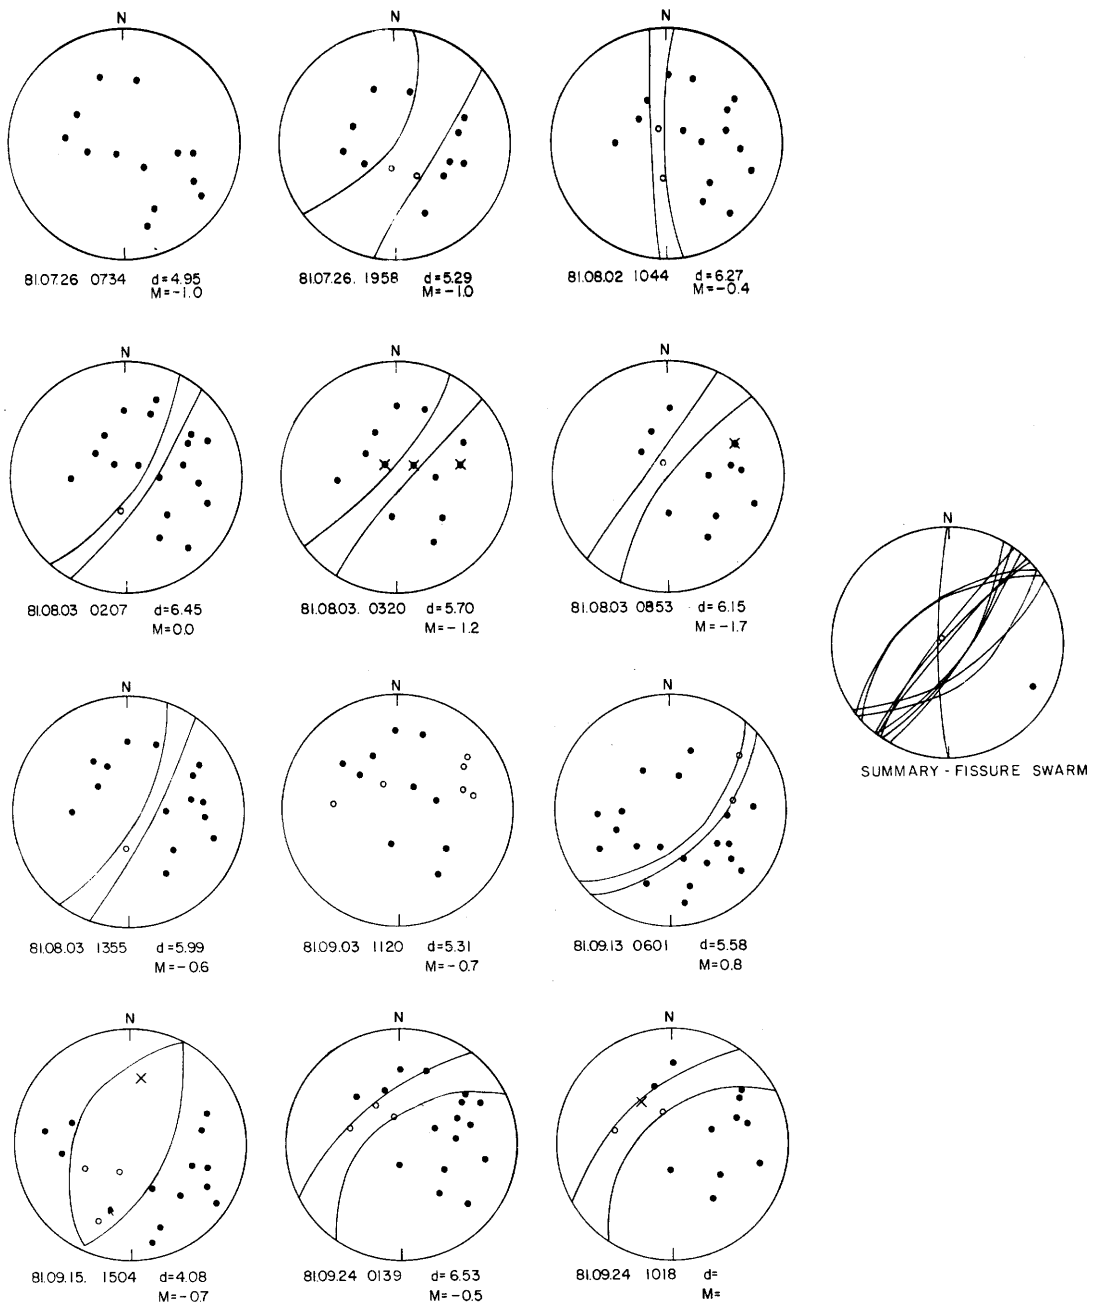 N
N
N
81.07.26 0734 d=4.95
M=-1.0
81.07.26. 1958 d=5.29
M=-1.0
81.08.02 1044 d=6.27
M=-0.4
N
N
N
81.08.03 0207 d=6.45
M=0.0
81.08.03. 0320 d=5.70
M=-1.2
81.08.03 0853 d=6.15
M=-1.7
N
SUMMARY - FISSURE SWARM
N
N
N
81.08.03 1355 d=5.99
M=-0.6
81.09.03 1120 d=5.31
M=-0.7
81.09.13 0601 d=5.58
M=0.8
N
N
N
81.09.15. 1504 d=4.08
M=-0.7
81.09.24 0139 d=6.53
M=-0.5
81.09.24 1018 d=
M=